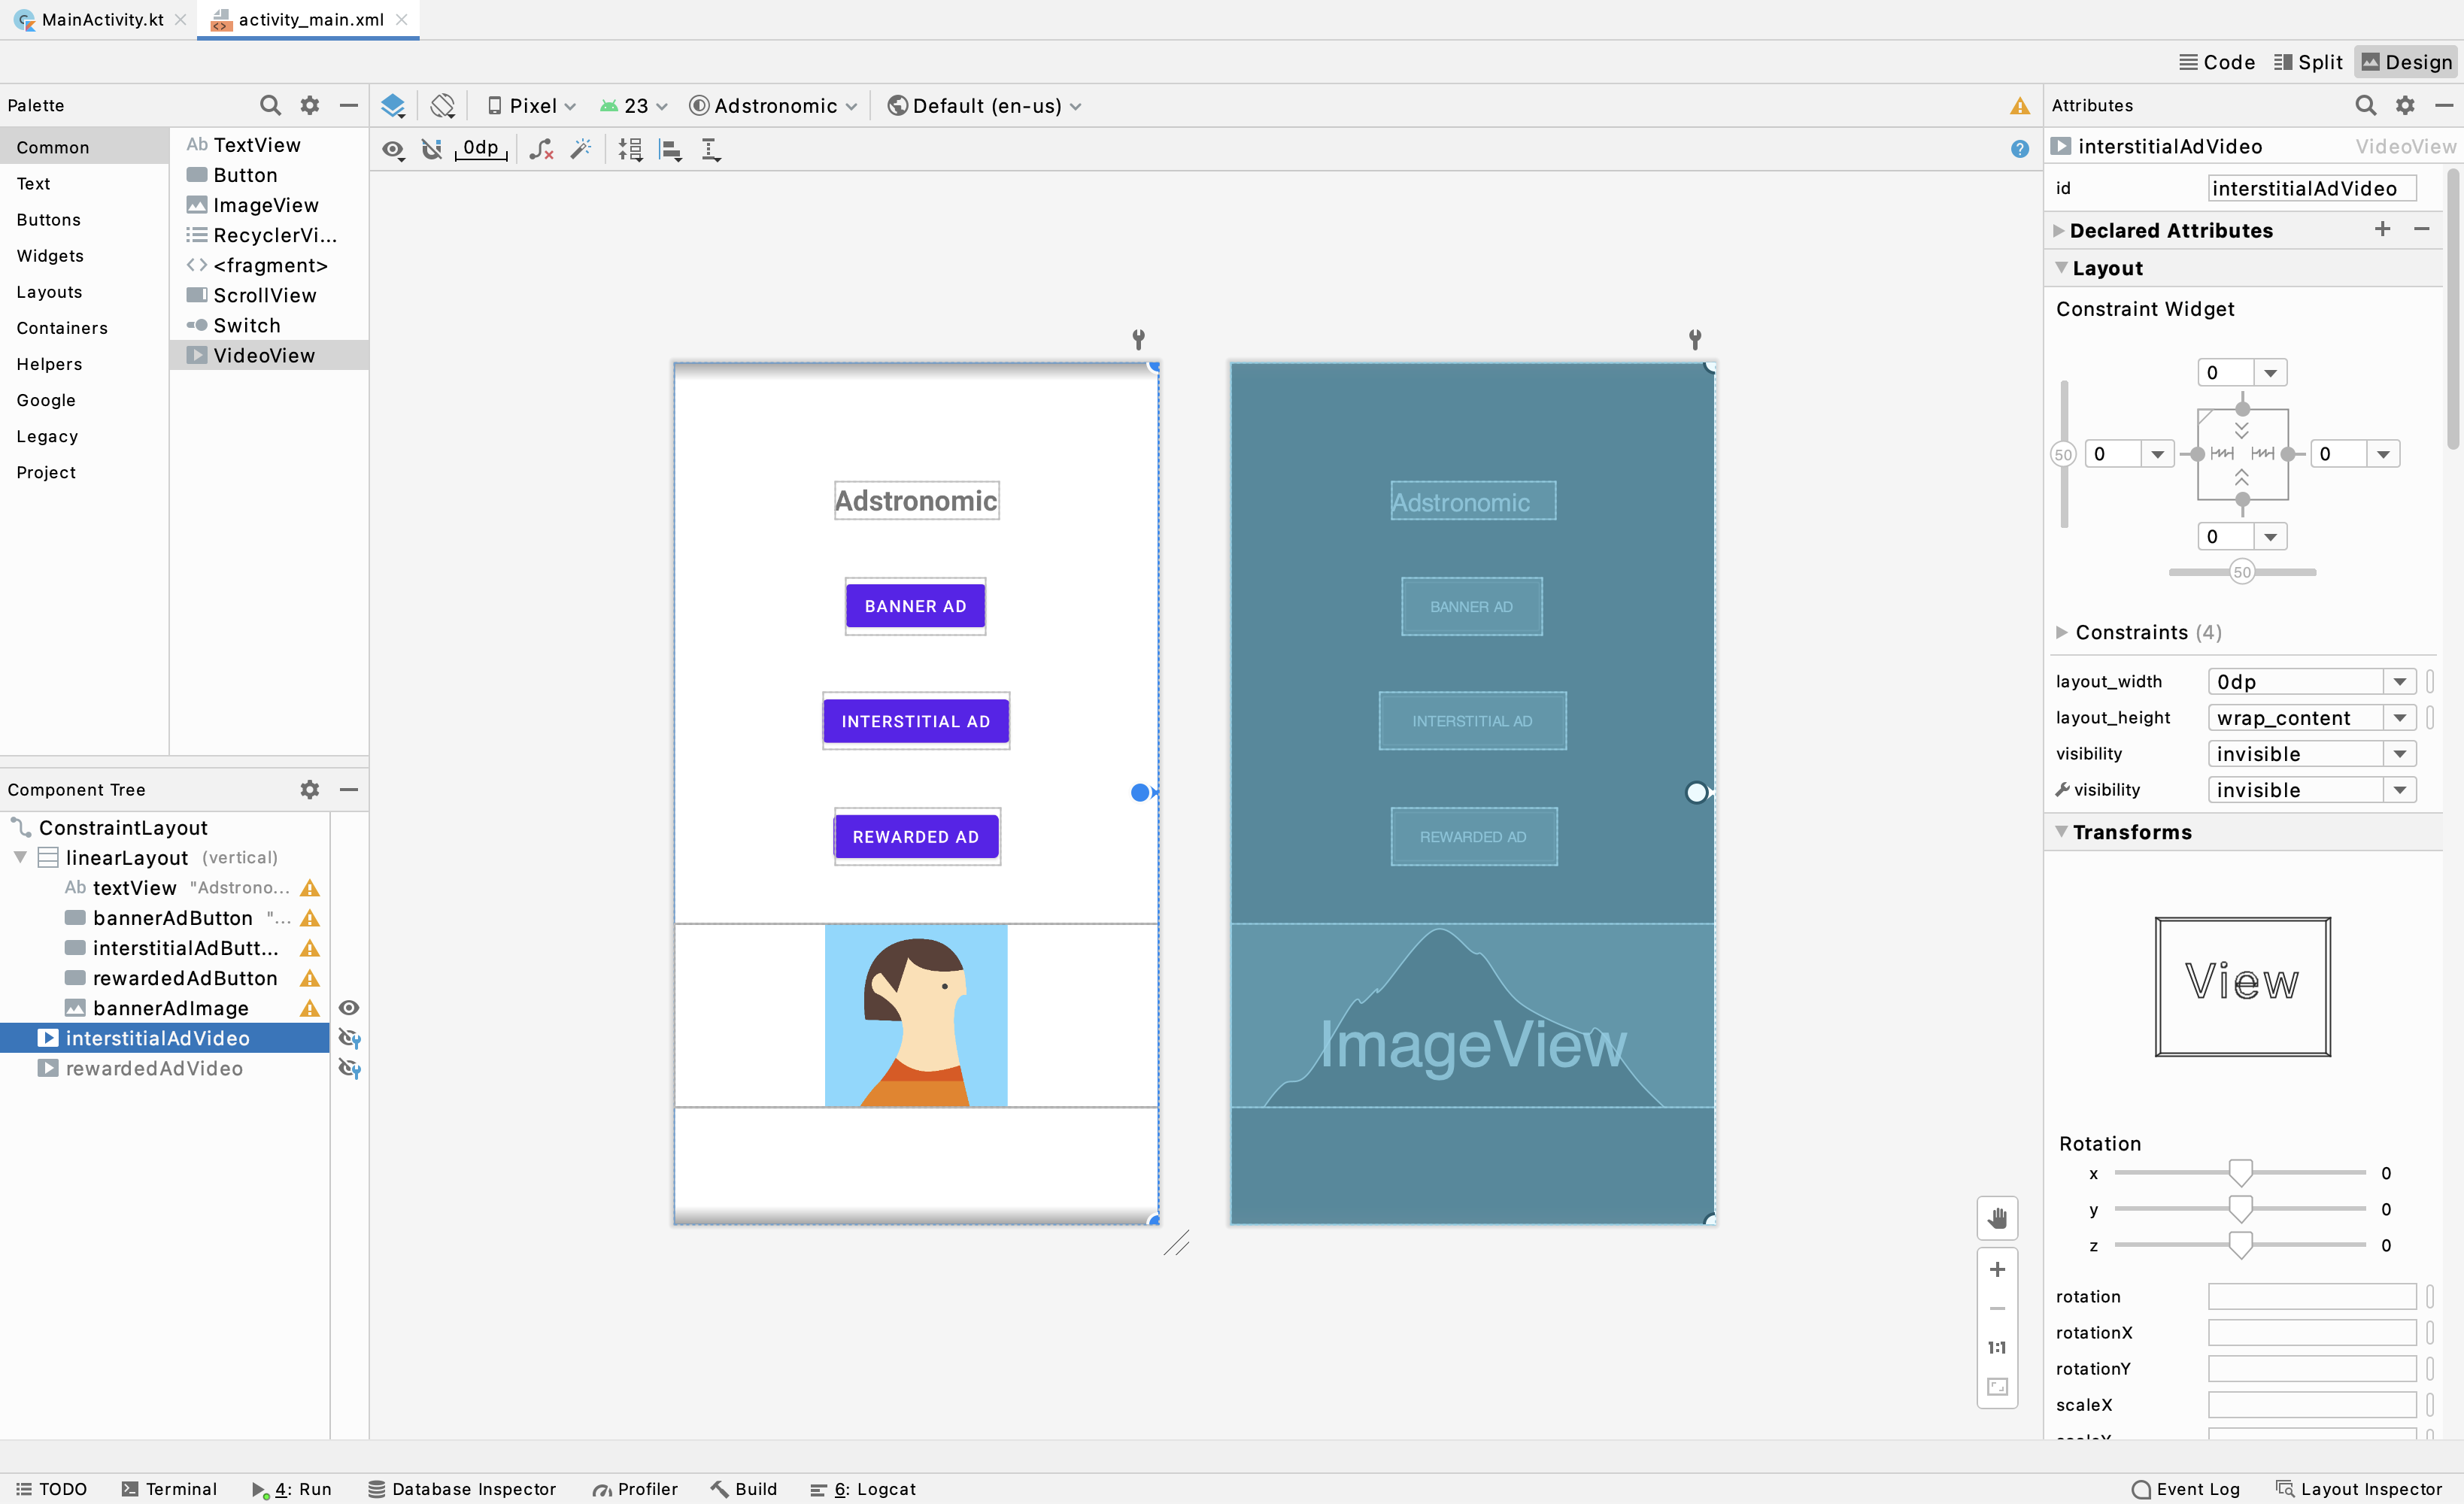 MainActivity.kt
activity_main.xml
Code
Split
Design
Palette
Pixel
23
Adstronomic
Default (en-us)
Attributes
Common
Text
Buttons
Widgets
Layouts
Containers
Helpers
Google
Legacy
Project
Ab TextView
Button
ImageView
RecyclerVi...
<fragment>
ScrollView
Switch
VideoView
0dp
?
interstitialAdVideo VideoView
id interstitialAdVideo
Declared Attributes
Layout
Constraint Widget
0
50
0
0
0
50
Constraints (4)
layout_width 0dp
layout_height wrap_content
visibility invisible
visibility invisible
Transforms
View
Rotation
x 0
y 0
z 0
rotation
rotationX
rotationY
scaleX
scaleY
Adstronomic
BANNER AD
INTERSTITIAL AD
REWARDED AD
Adstronomic
BANNER AD
INTERSTITIAL AD
REWARDED AD
ImageView
1:1
Component Tree
ConstraintLayout
linearLayout (vertical)
Ab textView "Adstrono...
bannerAdButton "...
interstitialAdButt...
rewardedAdButton
bannerAdImage
interstitialAdVideo
rewardedAdVideo
TODO
Terminal
4: Run
Database Inspector
Profiler
Build
6: Logcat
Event Log
Layout Inspector